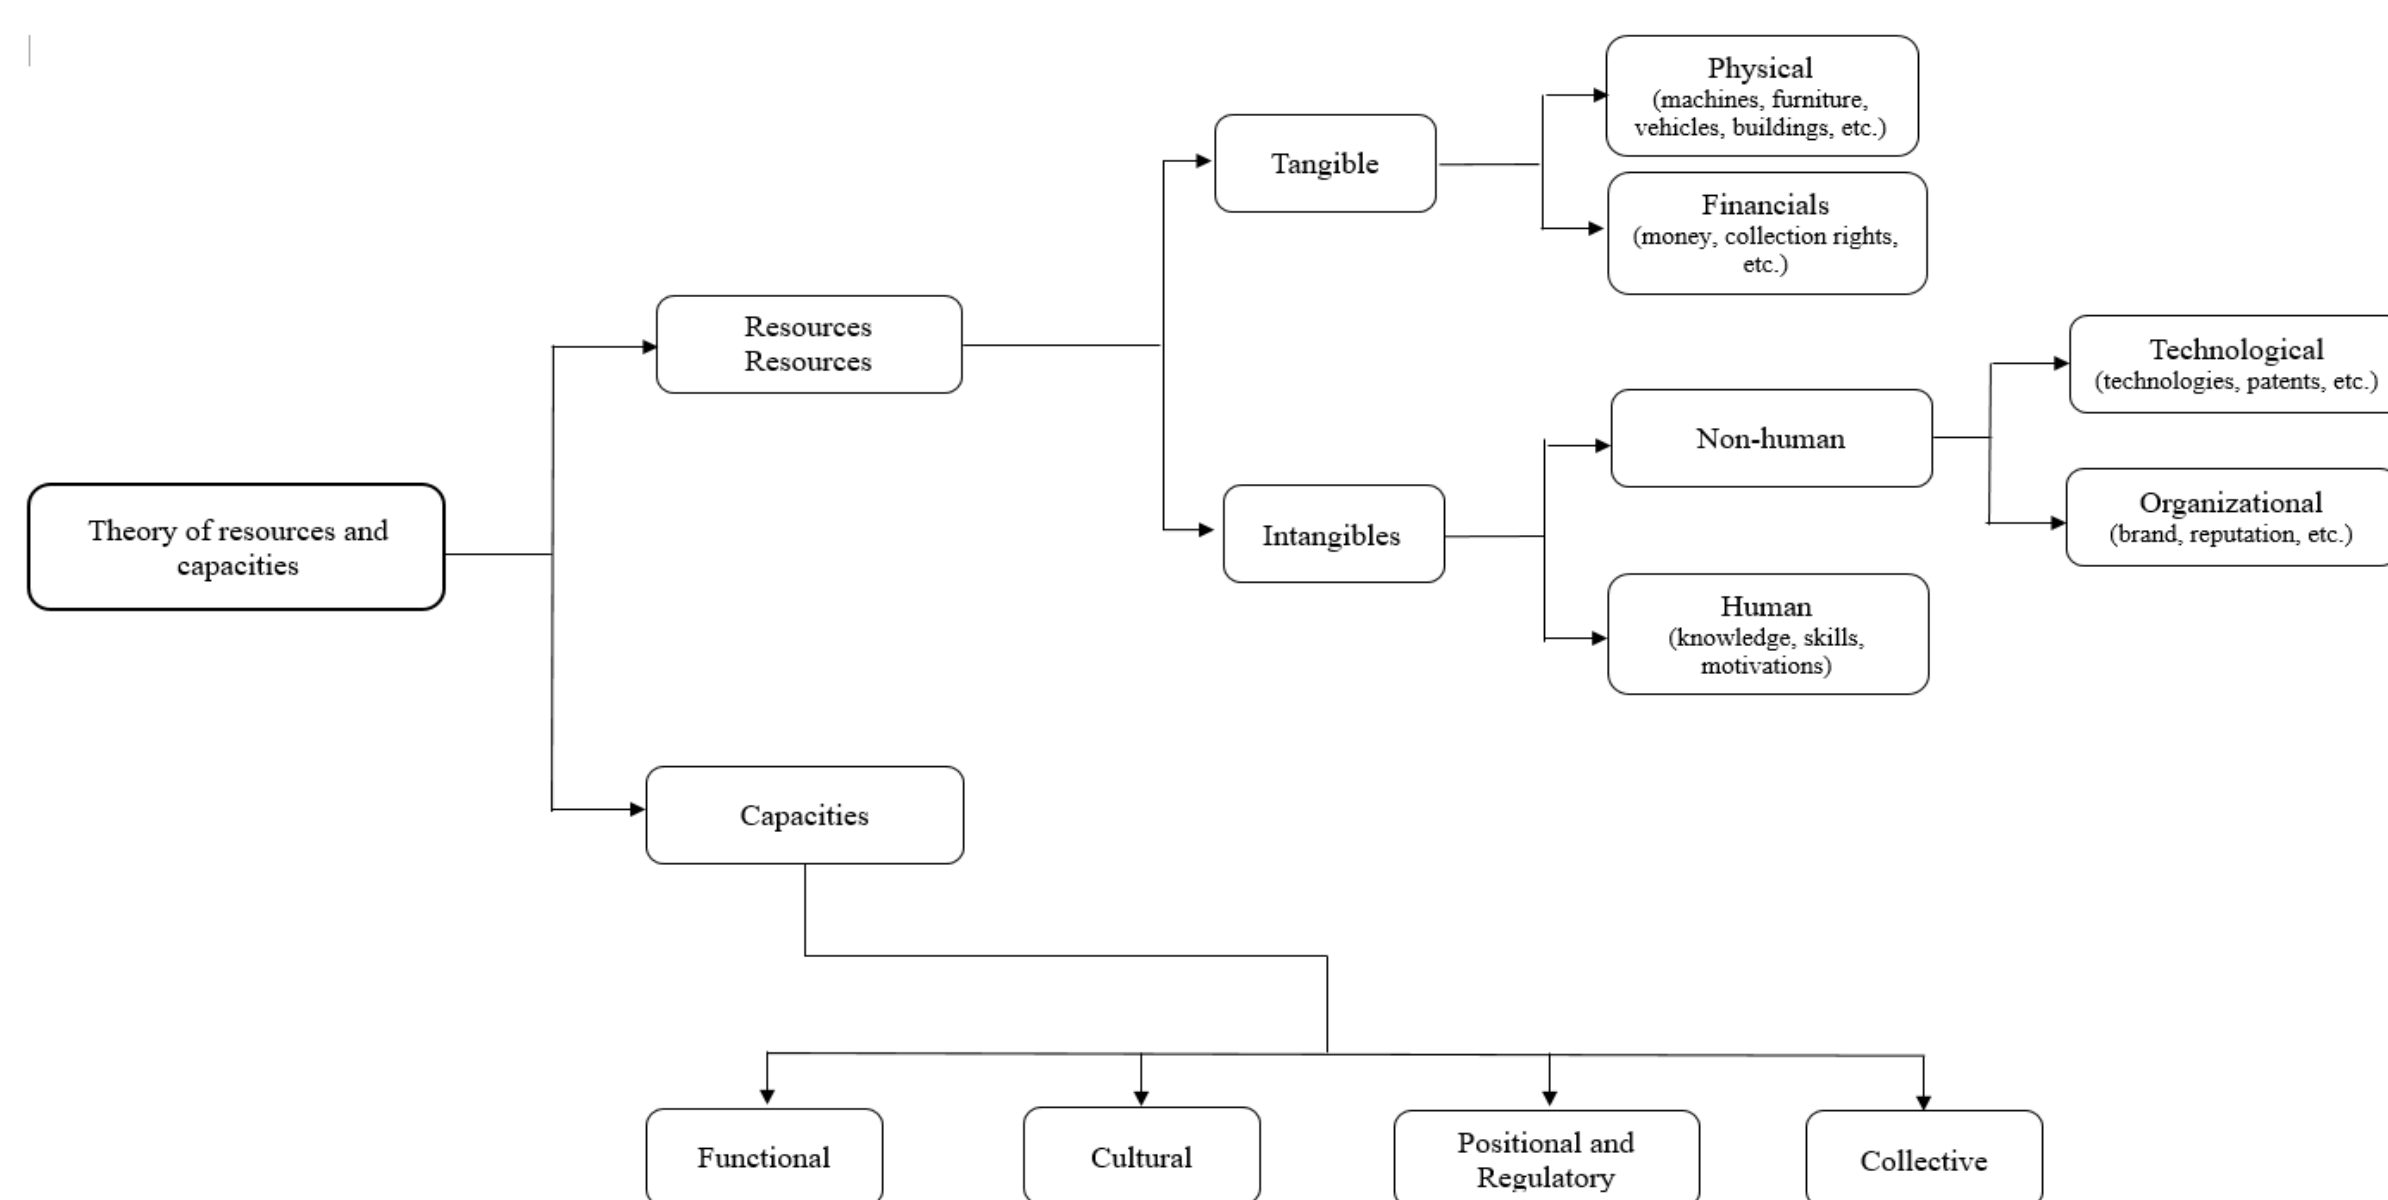 Physical
(machines, furniture,
vehicles, buildings, etc.)
Tangible
Financials
(money, collection rights,
etc.)
Resources
Resources
Technological
(technologies, patents, etc.)
Non-human
Organizational
(brand, reputation, etc.)
Theory of resources and
capacities
Intangibles
Human
(knowledge, skills,
motivations)
Capacities
Functional
Cultural
Positional and
Regulatory
Collective